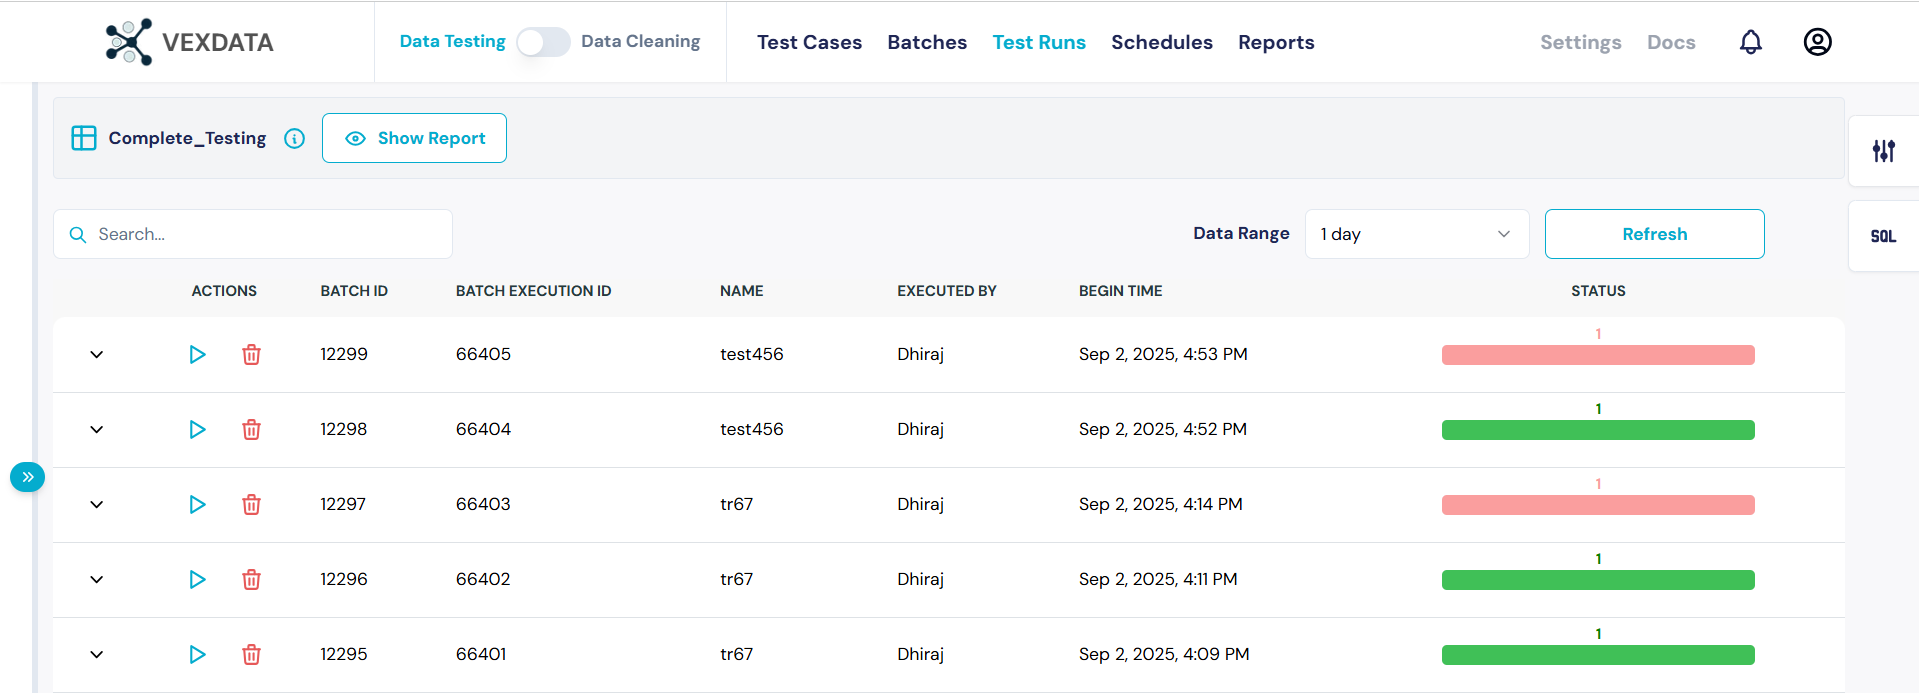 VEXDATA Data Testing Data Cleaning Test Cases Batches Test Runs Schedules Reports Settings Docs
Complete_Testing Show Report
SQL
Search... Data Range 1 day Refresh
ACTIONS BATCH ID BATCH EXECUTION ID NAME EXECUTED BY BEGIN TIME STATUS
1
12299 66405 test456 Dhiraj Sep 2, 2025, 4:53 PM
1
12298 66404 test456 Dhiraj Sep 2, 2025, 4:52 PM
1
12297 66403 tr67 Dhiraj Sep 2, 2025, 4:14 PM
1
12296 66402 tr67 Dhiraj Sep 2, 2025, 4:11 PM
1
12295 66401 tr67 Dhiraj Sep 2, 2025, 4:09 PM